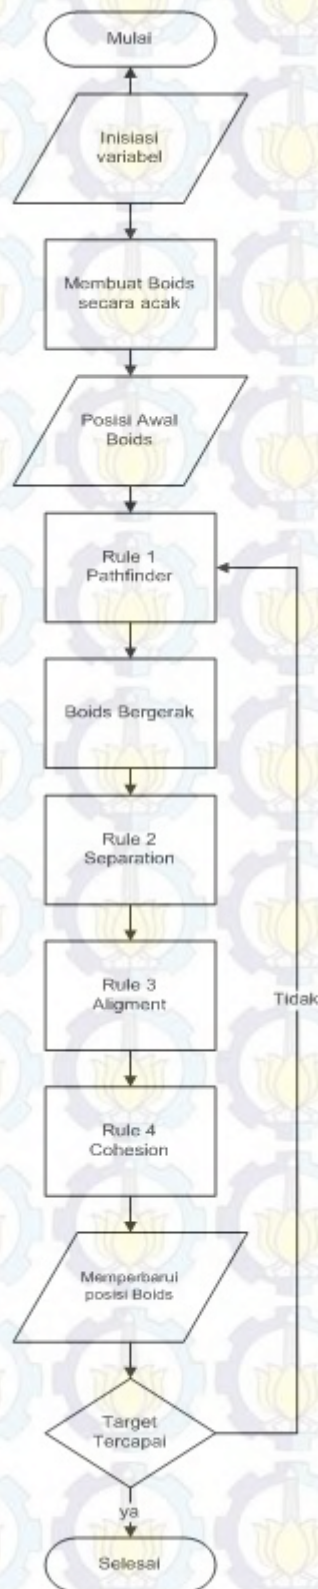 Mulai
Inisiasi
variabel
Membuat Boids
secara acak
Posisi Awal
Boids
Rule 1
Pathfinder
Boids Bergerak
Rule 2
Separation
Rule 3
Aligment
Tidak
Rule 4
Cohesion
Memperbarui
posisi Boids
Target
Tercapai
ya
Selesai